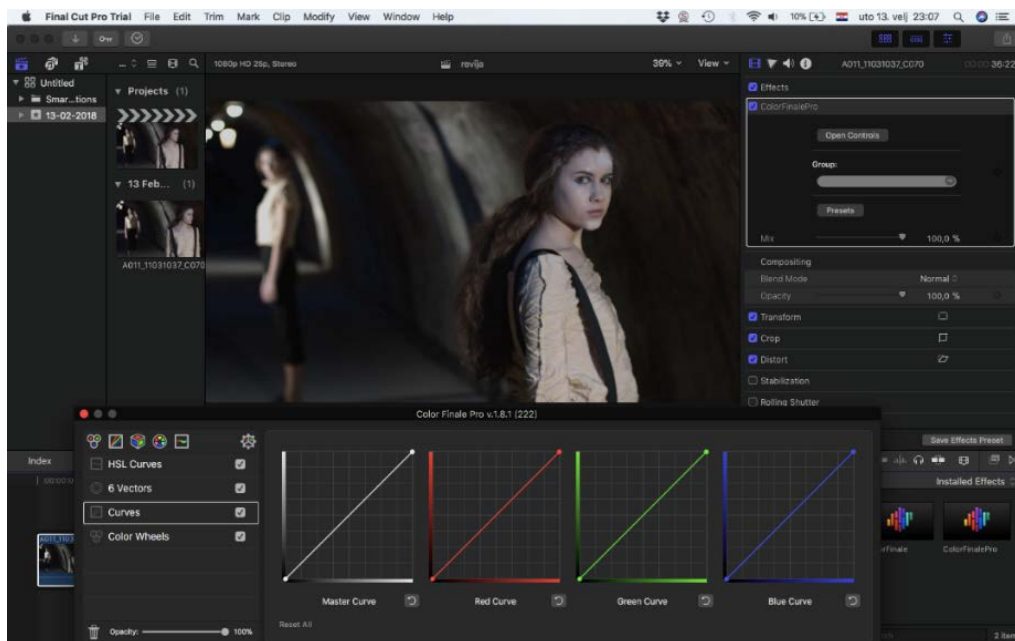 Final Cut Pro Trial File Edit Trim Mark Clip Modify View Window Help 10% uto 13. velj 23:07
1080p HD 25p, Stereo revija 39% View A011_11031037_C070 00:00:36:22
Untitled
Smar...tions
13-02-2018
Projects (1)
13 Feb... (1)
A011_11031037_C070
Effects
ColorFinalePro
Open Controls
Group:
Presets
Mix 100,0 %
Compositing
Blend Mode Normal
Opacity 100,0 %
Transform
Crop
Distort
Stabilization
Rolling Shutter
Save Effects Preset
Color Finale Pro v.1.8.1 (222)
Index
Installed Effects
HSL Curves
6 Vectors
Curves
Color Wheels
ColorFinalePro
Master Curve Red Curve Green Curve Blue Curve
Reset All
Opacity: 100%